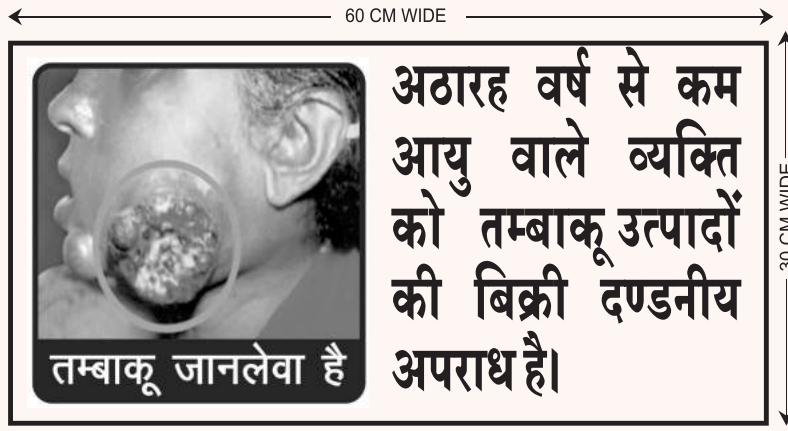 60 CM WIDE
अठारह वर्ष से कम
आयु वाले व्यक्ति
को तम्बाकू उत्पादों
की बिक्री दण्डनीय
अपराध है।
तम्बाकू जानलेवा है
30 CM WIDE